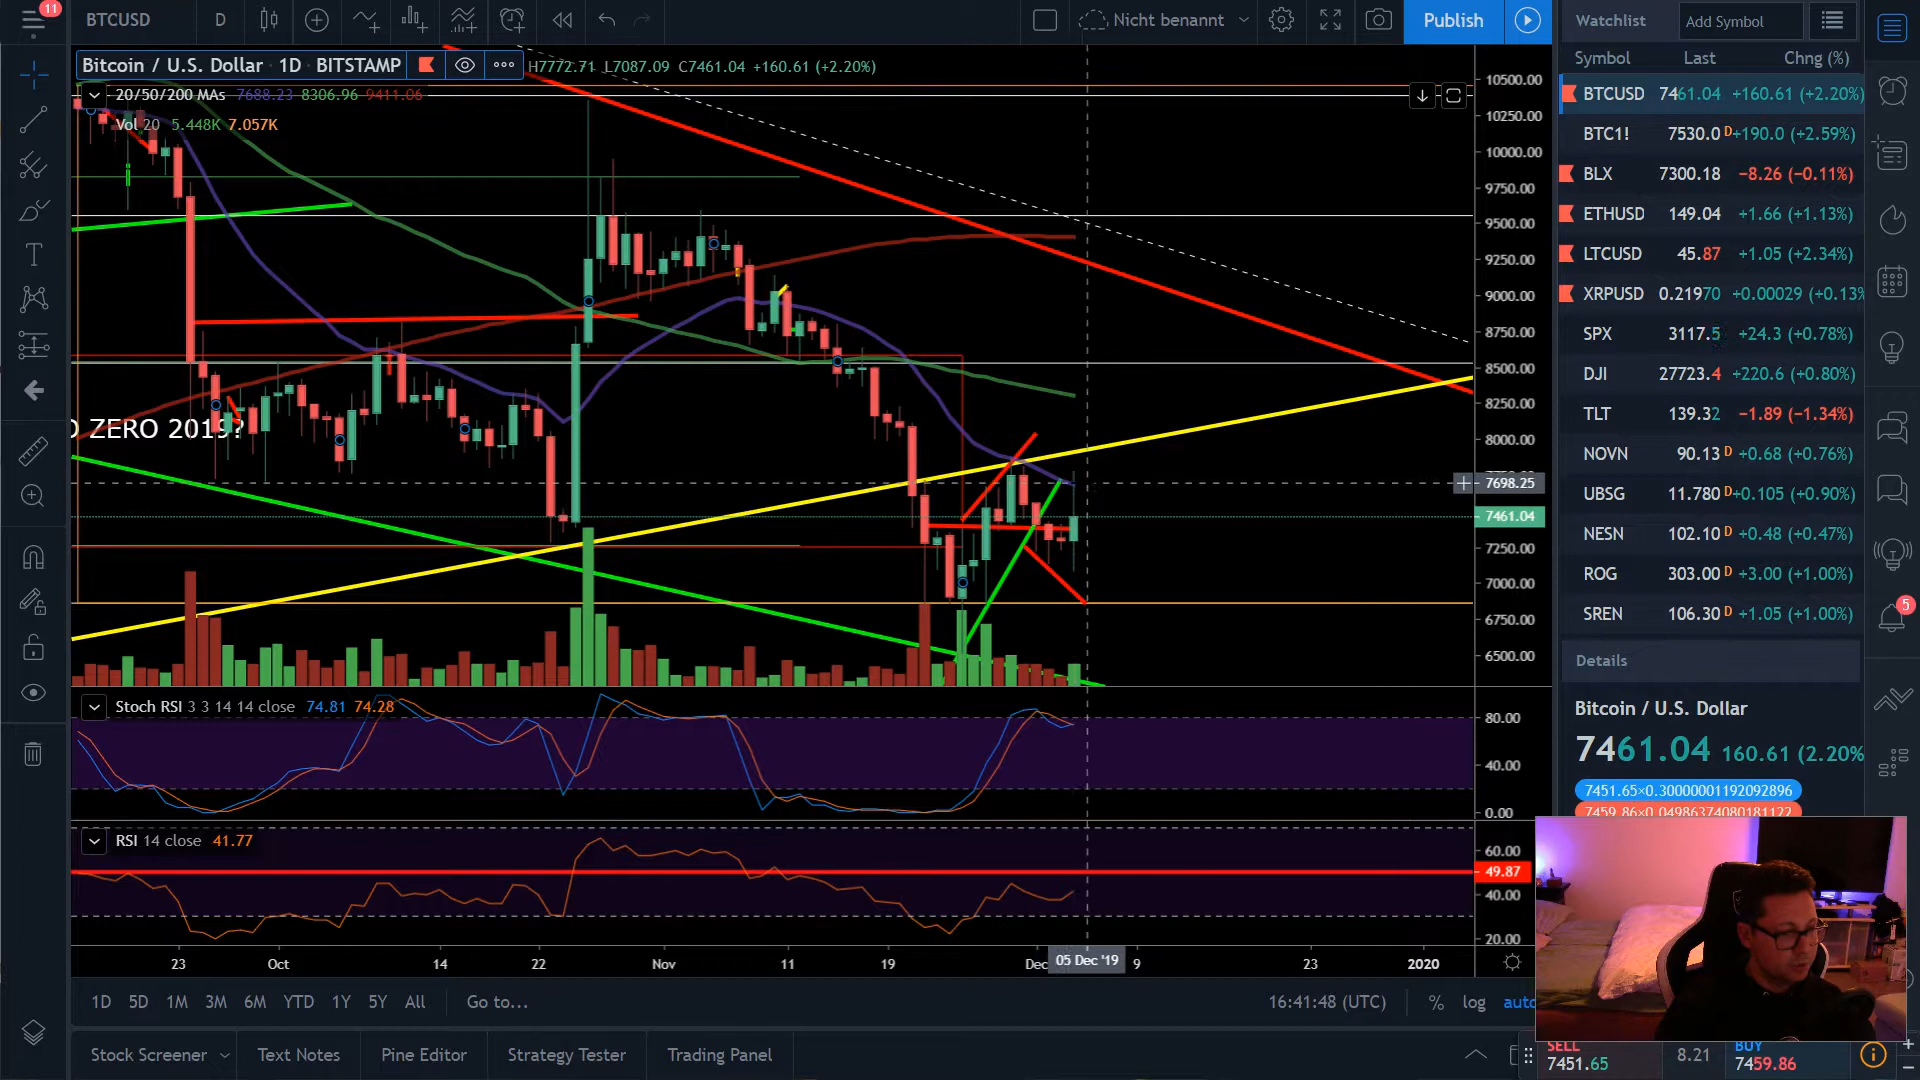 11
BTCUSD
D
Nicht benannt
Publish
Watchlist
Add Symbol
Bitcoin / U.S. Dollar · 1D · BITSTAMP
H7772.71 L7087.09 C7461.04 +160.61 (+2.20%)
20/50/200 MAs 7688.23 8306.96 9411.06
Vol 20 5.448K 7.057K
ZERO 2019?
10500.00
10250.00
10000.00
9750.00
9500.00
9250.00
9000.00
8750.00
8500.00
8250.00
8000.00
7698.25
7461.04
7250.00
7000.00
6750.00
6500.00
Stoch RSI 3 3 14 14 close 74.81 74.28
80.00
40.00
0.00
RSI 14 close 41.77
60.00
49.87
40.00
20.00
23
Oct
14
22
Nov
11
19
Dec
05 Dec '19
9
23
2020
1D 5D 1M 3M 6M YTD 1Y 5Y All
Go to...
16:41:48 (UTC)
%
log
auto
Stock Screener
Text Notes
Pine Editor
Strategy Tester
Trading Panel
Symbol Last Chng (%)
BTCUSD 7461.04 +160.61 (+2.20%)
BTC1! 7530.0 D +190.0 (+2.59%)
BLX 7300.18 −8.26 (−0.11%)
ETHUSD 149.04 +1.66 (+1.13%)
LTCUSD 45.87 +1.05 (+2.34%)
XRPUSD 0.21970 +0.00029 (+0.13%
SPX 3117.5 +24.3 (+0.78%)
DJI 27723.4 +220.6 (+0.80%)
TLT 139.32 −1.89 (−1.34%)
NOVN 90.13 D +0.68 (+0.76%)
UBSG 11.780 D +0.105 (+0.90%)
NESN 102.10 D +0.48 (+0.47%)
ROG 303.00 D +3.00 (+1.00%)
SREN 106.30 D +1.05 (+1.00%)
5
Details
Bitcoin / U.S. Dollar
7461.04 160.61 (2.20%
7451.65×0.30000001192092896
7459.86×0.04986374080181122
SELL
7451.65
8.21
BUY
7459.86